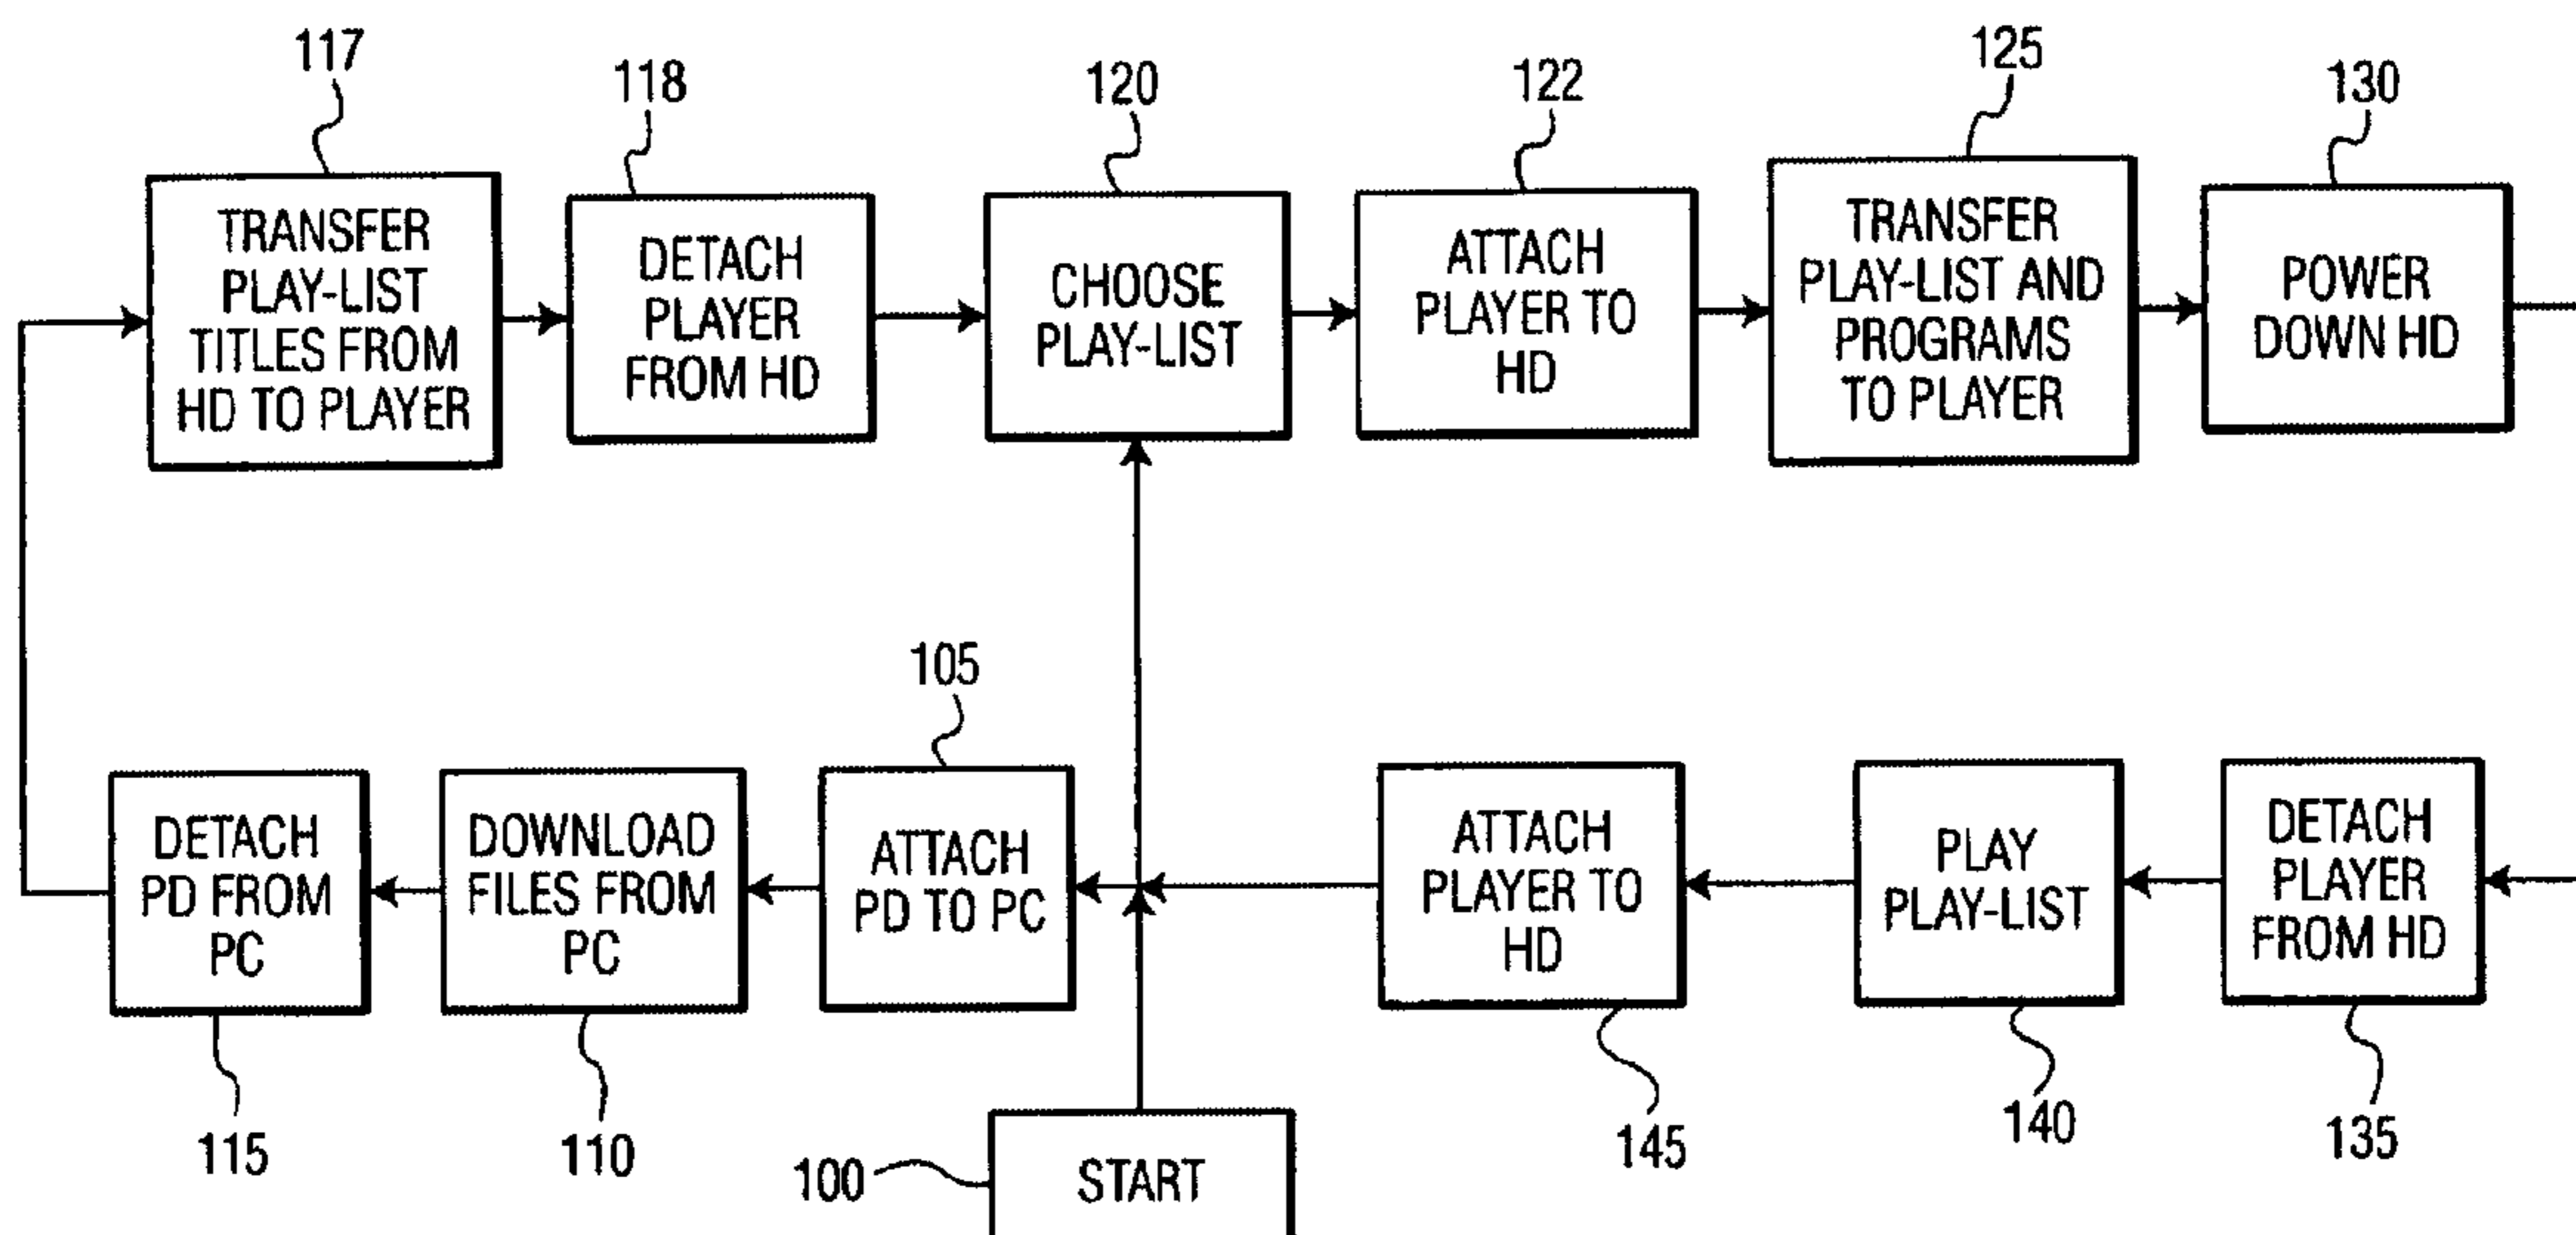 117
118
120
122
125
130
TRANSFER
PLAY-LIST
TITLES FROM
HD TO PLAYER
DETACH
PLAYER
FROM HD
CHOOSE
PLAY-LIST
ATTACH
PLAYER TO
HD
TRANSFER
PLAY-LIST AND
PROGRAMS
TO PLAYER
POWER
DOWN HD
105
DETACH
PD FROM
PC
DOWNLOAD
FILES FROM
PC
ATTACH
PD TO PC
ATTACH
PLAYER TO
HD
PLAY
PLAY-LIST
DETACH
PLAYER
FROM HD
115
110
100
START
145
140
135